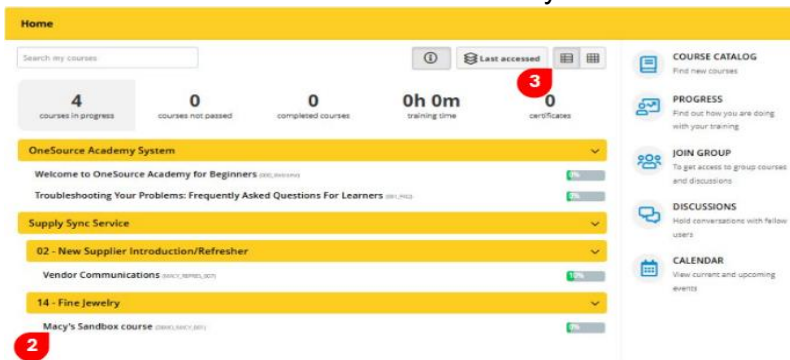 Home
Search my courses
Last accessed
3
4
courses in progress
0
courses not passed
0
completed courses
0h 0m
training time
0
certificates
OneSource Academy System
Welcome to OneSource Academy for Beginners
0%
Troubleshooting Your Problems: Frequently Asked Questions For Learners
0%
Supply Sync Service
02 - New Supplier Introduction/Refresher
Vendor Communications
10%
14 - Fine Jewelry
Macy's Sandbox course
0%
2
COURSE CATALOG
Find new courses
PROGRESS
Find out how you are doing
with your training
JOIN GROUP
To get access to group courses
and discussions
DISCUSSIONS
Hold conversations with fellow
users
CALENDAR
View current and upcoming
events